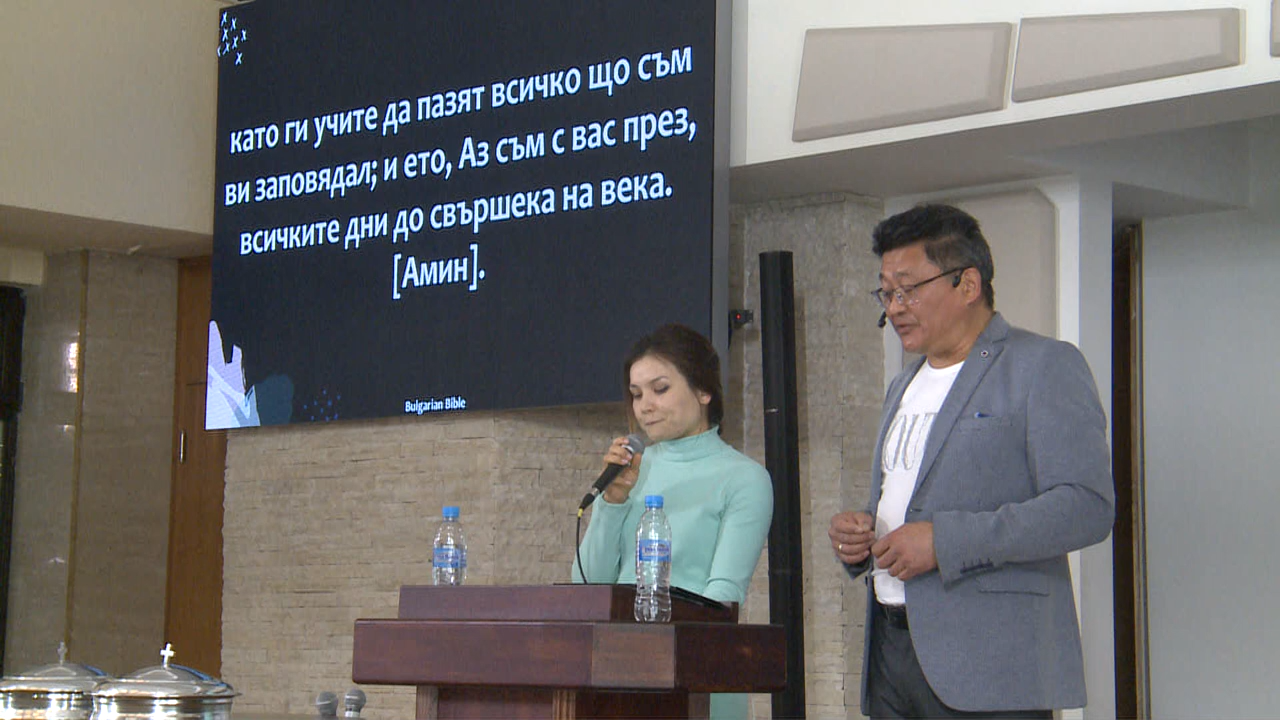 като ги учите да пазят всичко що съм
ви заповядал; и ето, Аз съм с вас през,
всичките дни до свършека на века.
[Амин].
Bulgarian Bible
OU